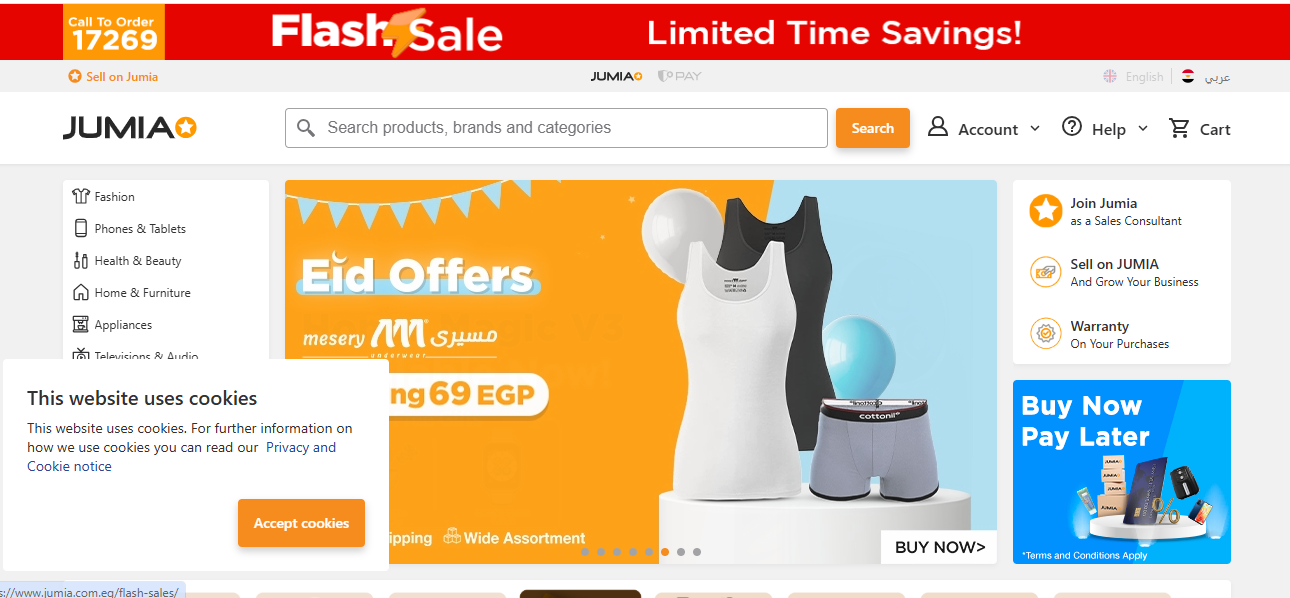 Call To Order
17269
Flash Sale
Limited Time Savings!
Sell on Jumia
JUMIA
PAY
English
عربي
JUMIA
Search products, brands and categories
Search
Account
Help
Cart
Fashion
Phones & Tablets
Health & Beauty
Home & Furniture
Appliances
Televisions & Audio
Eid Offers
mesery مسيرى
underwear
ng 69 EGP
ipping
Wide Assortment
cottonil
BUY NOW>
Join Jumia
as a Sales Consultant
Sell on JUMIA
And Grow Your Business
Warranty
On Your Purchases
Buy Now
Pay Later
JUMIA
JUMIA
*Terms and Conditions Apply
This website uses cookies
This website uses cookies. For further information on
how we use cookies you can read our Privacy and
Cookie notice
Accept cookies
s://www.jumia.com.eg/flash-sales/